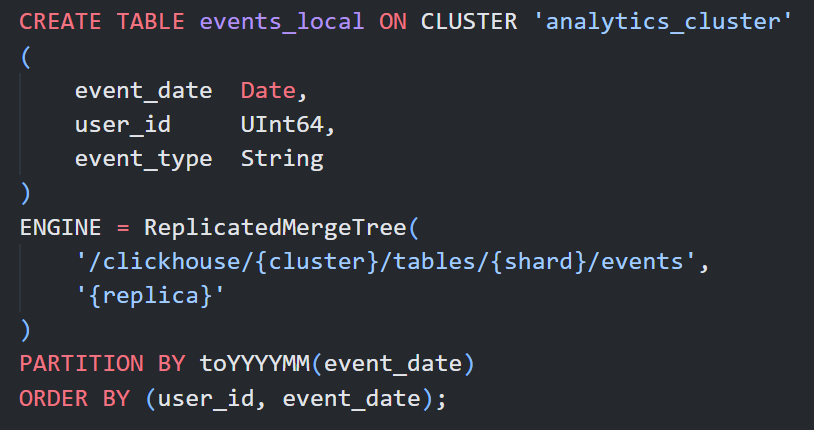 CREATE TABLE events_local ON CLUSTER 'analytics_cluster'
(
    event_date  Date,
    user_id     UInt64,
    event_type  String
)
ENGINE = ReplicatedMergeTree(
    '/clickhouse/{cluster}/tables/{shard}/events',
    '{replica}'
)
PARTITION BY toYYYYMM(event_date)
ORDER BY (user_id, event_date);